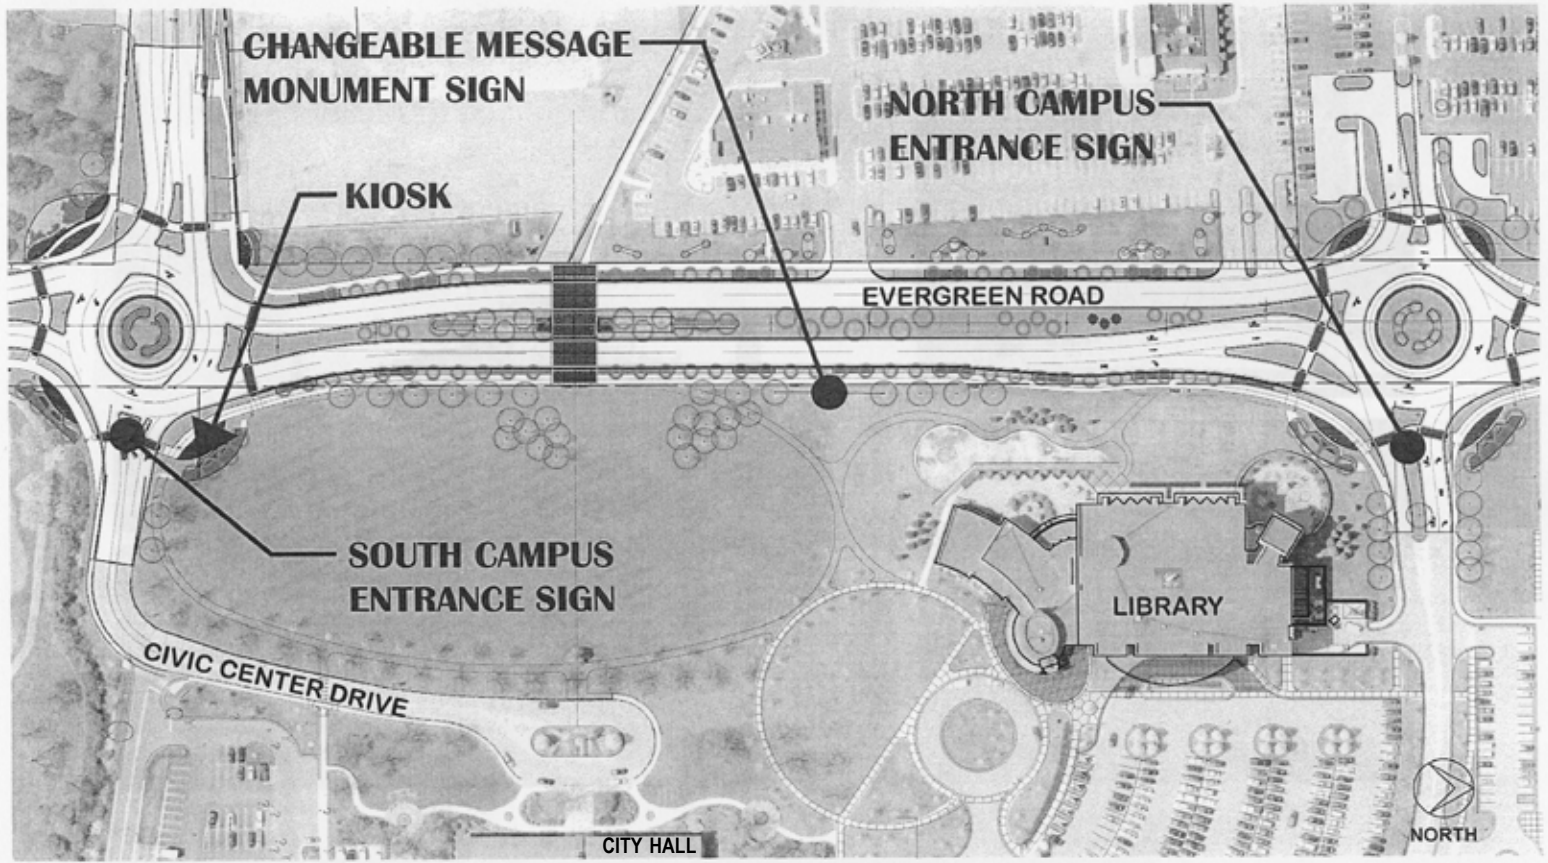 CHANGEABLE MESSAGE
MONUMENT SIGN
NORTH CAMPUS
ENTRANCE SIGN
KIOSK
EVERGREEN ROAD
SOUTH CAMPUS
ENTRANCE SIGN
LIBRARY
CIVIC CENTER DRIVE
NORTH
CITY HALL